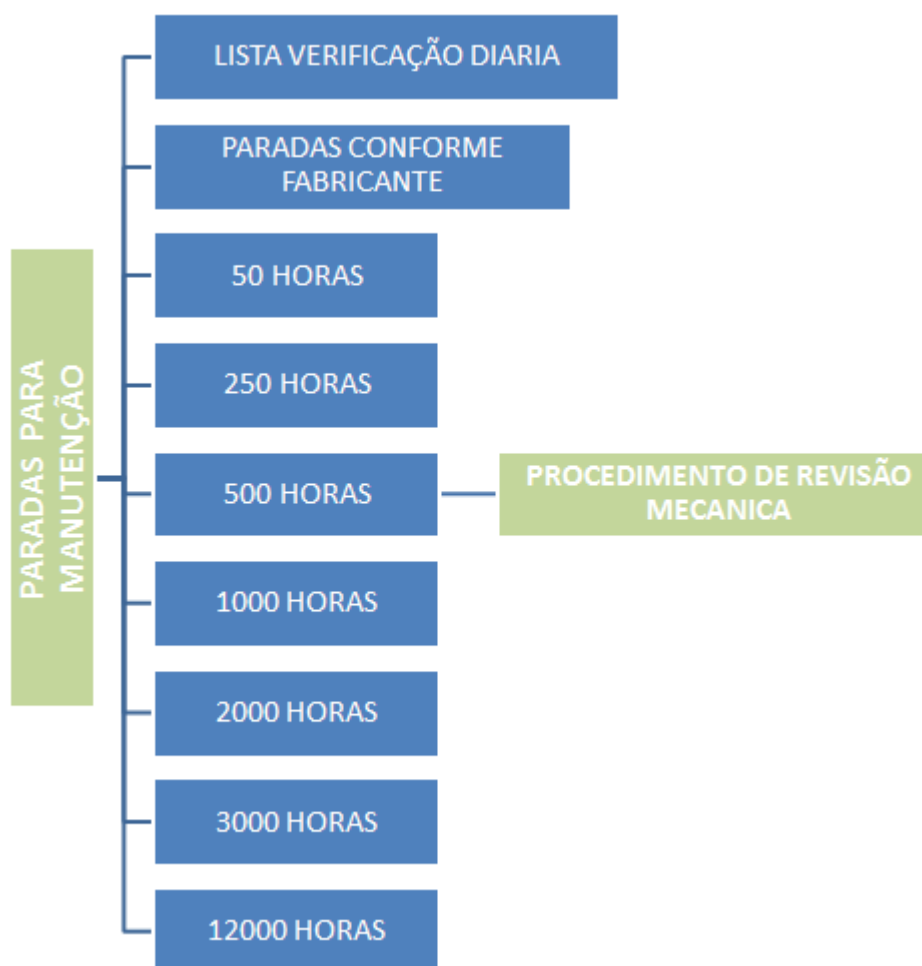 LISTA VERIFICAÇÃO DIARIA
PARADAS CONFORME
FABRICANTE
50 HORAS
PARADAS PARA
MANUTENÇÃO
250 HORAS
500 HORAS
PROCEDIMENTO DE REVISÃO
MECANICA
1000 HORAS
2000 HORAS
3000 HORAS
12000 HORAS